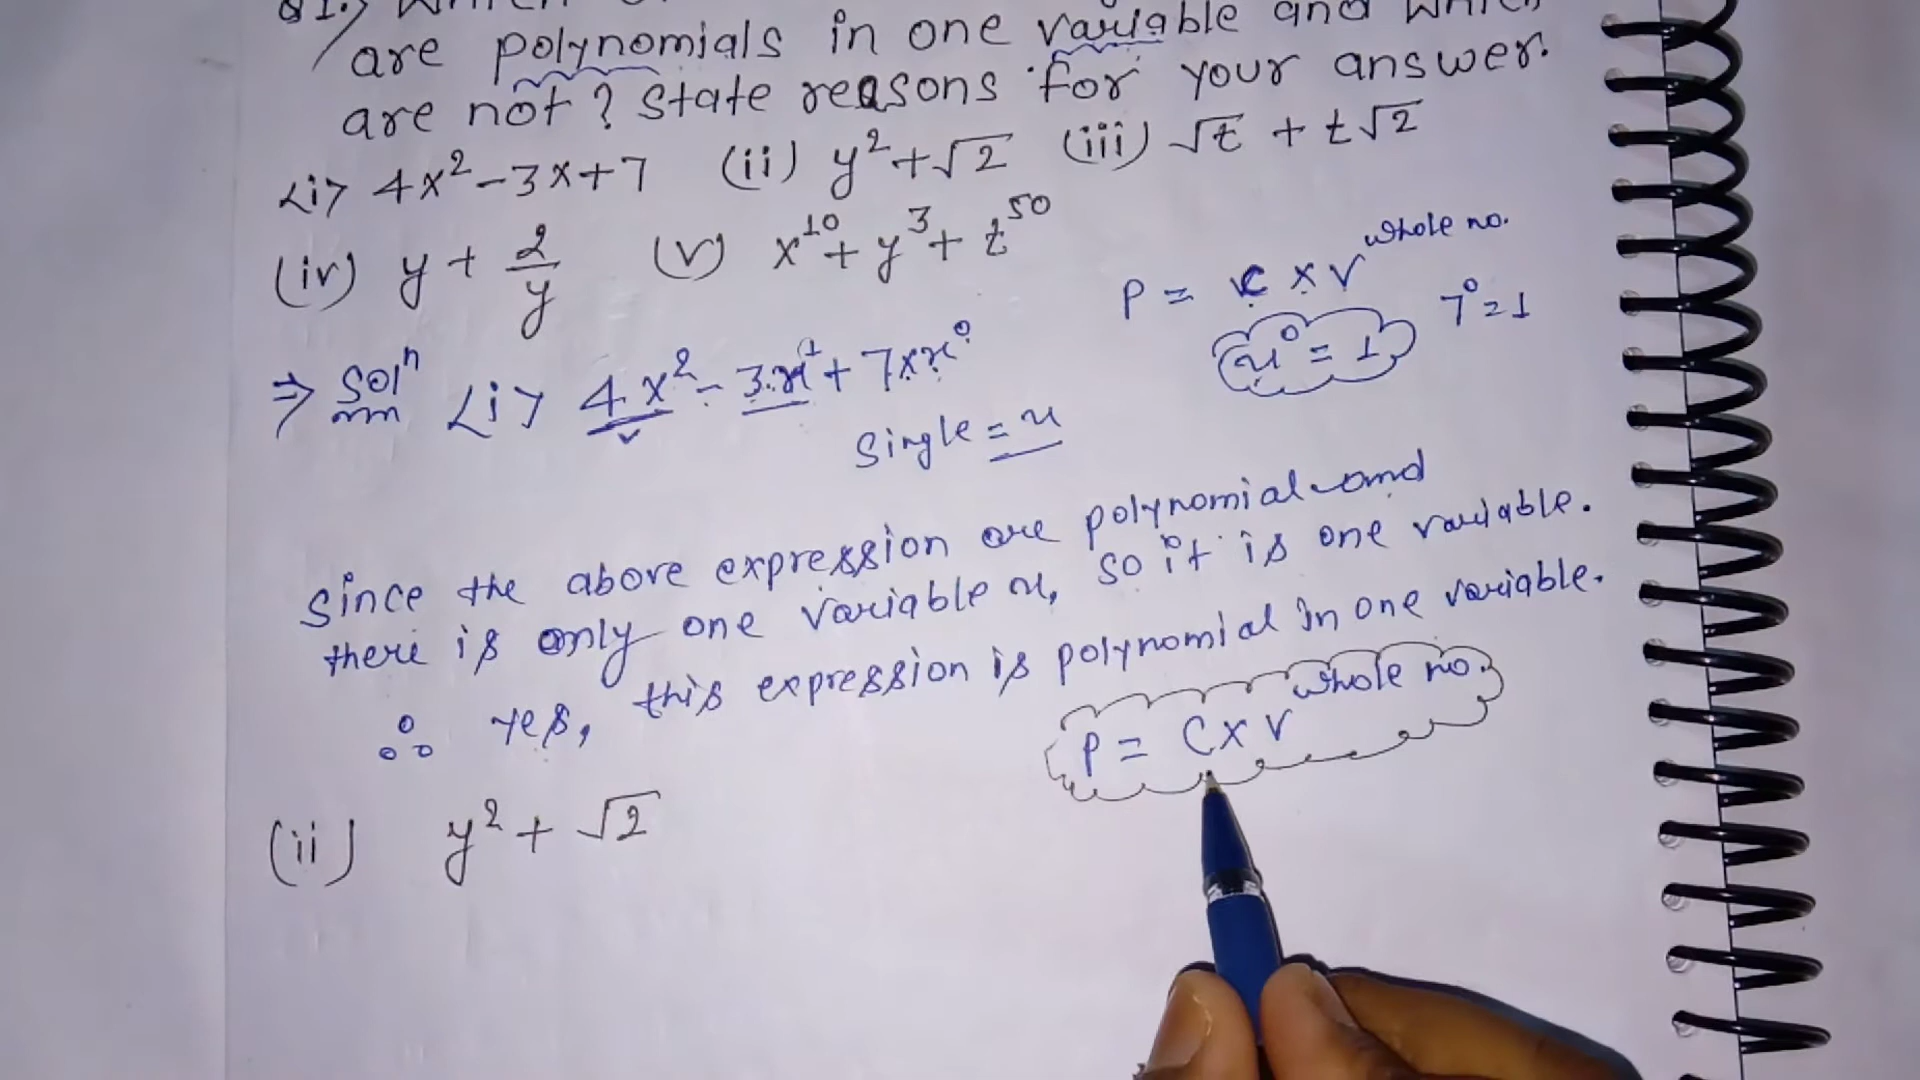 Q1.>
are polynomials in one variable and which
are not? State reasons for your answer.
<i> 4x²-3x+7 (ii) y²+√2 (iii) √t + t√2
(iv) y + 2/y (v) x¹⁰+ y³+ t⁵⁰
P = C x V whole no.
x⁰ = 1 7⁰=1
⇒ Solⁿ <i> 4x² - 3x¹ + 7xx⁰
Single = x
Since the above expression are polynomial and
there is only one variable x, so it is one variable.
∴ Yes, this expression is polynomial in one variable.
P = C x V whole no.
(ii) y² + √2